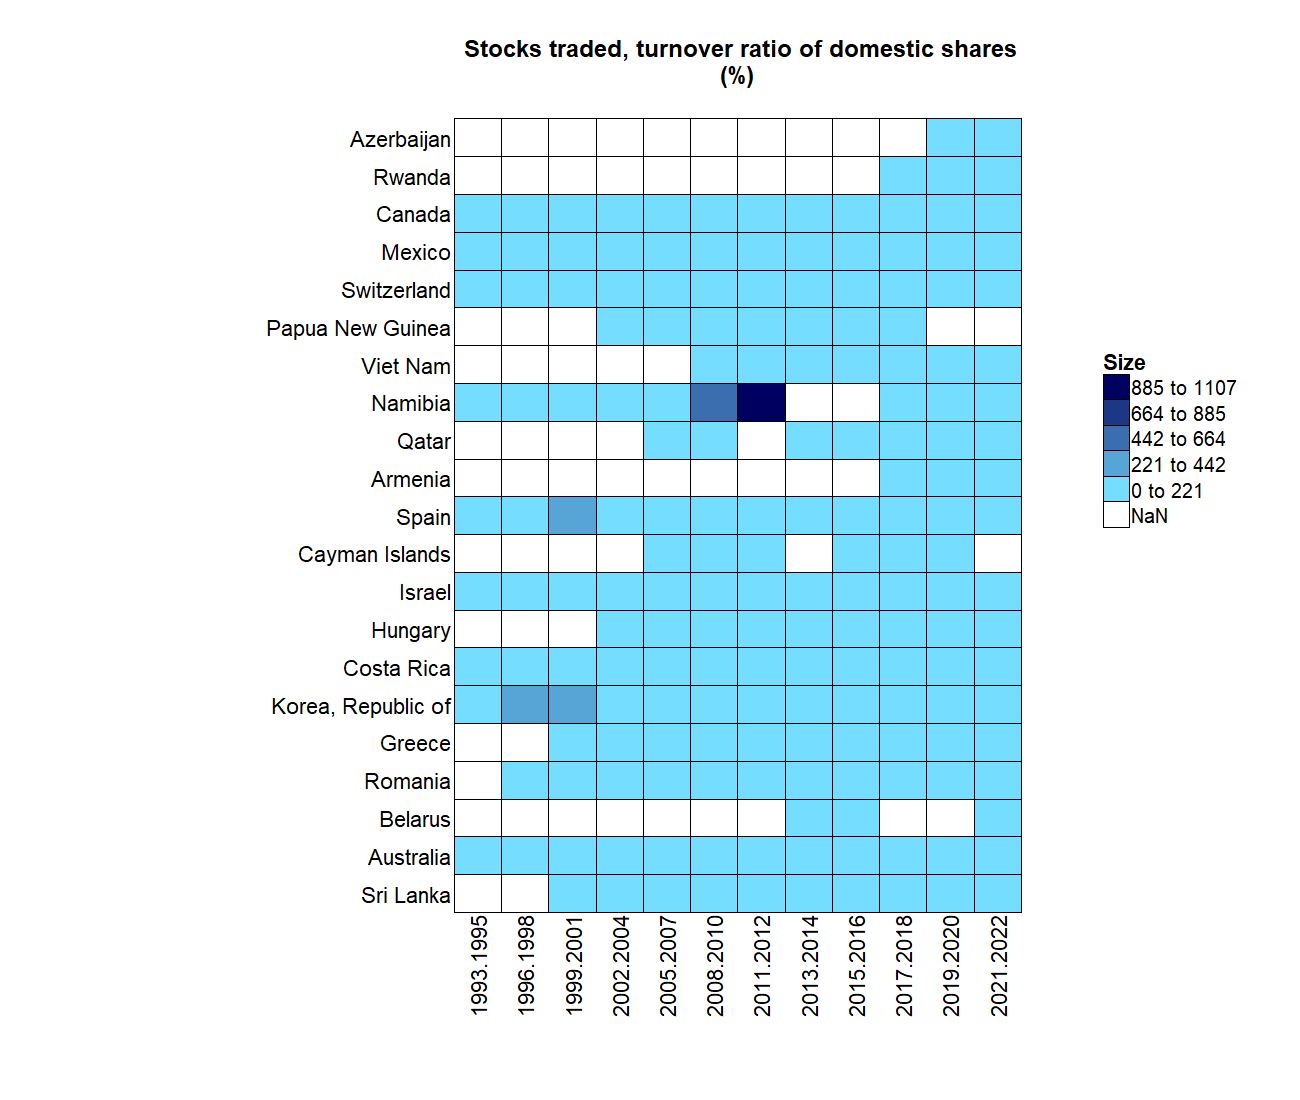 Stocks traded, turnover ratio of domestic shares
(%)
Azerbaijan
Rwanda
Canada
Mexico
Switzerland
Papua New Guinea
Viet Nam
Namibia
Qatar
Armenia
Spain
Cayman Islands
Israel
Hungary
Costa Rica
Korea, Republic of
Greece
Romania
Belarus
Australia
Sri Lanka
1993.1995
1996.1998
1999.2001
2002.2004
2005.2007
2008.2010
2011.2012
2013.2014
2015.2016
2017.2018
2019.2020
2021.2022
Size
885 to 1107
664 to 885
442 to 664
221 to 442
0 to 221
NaN